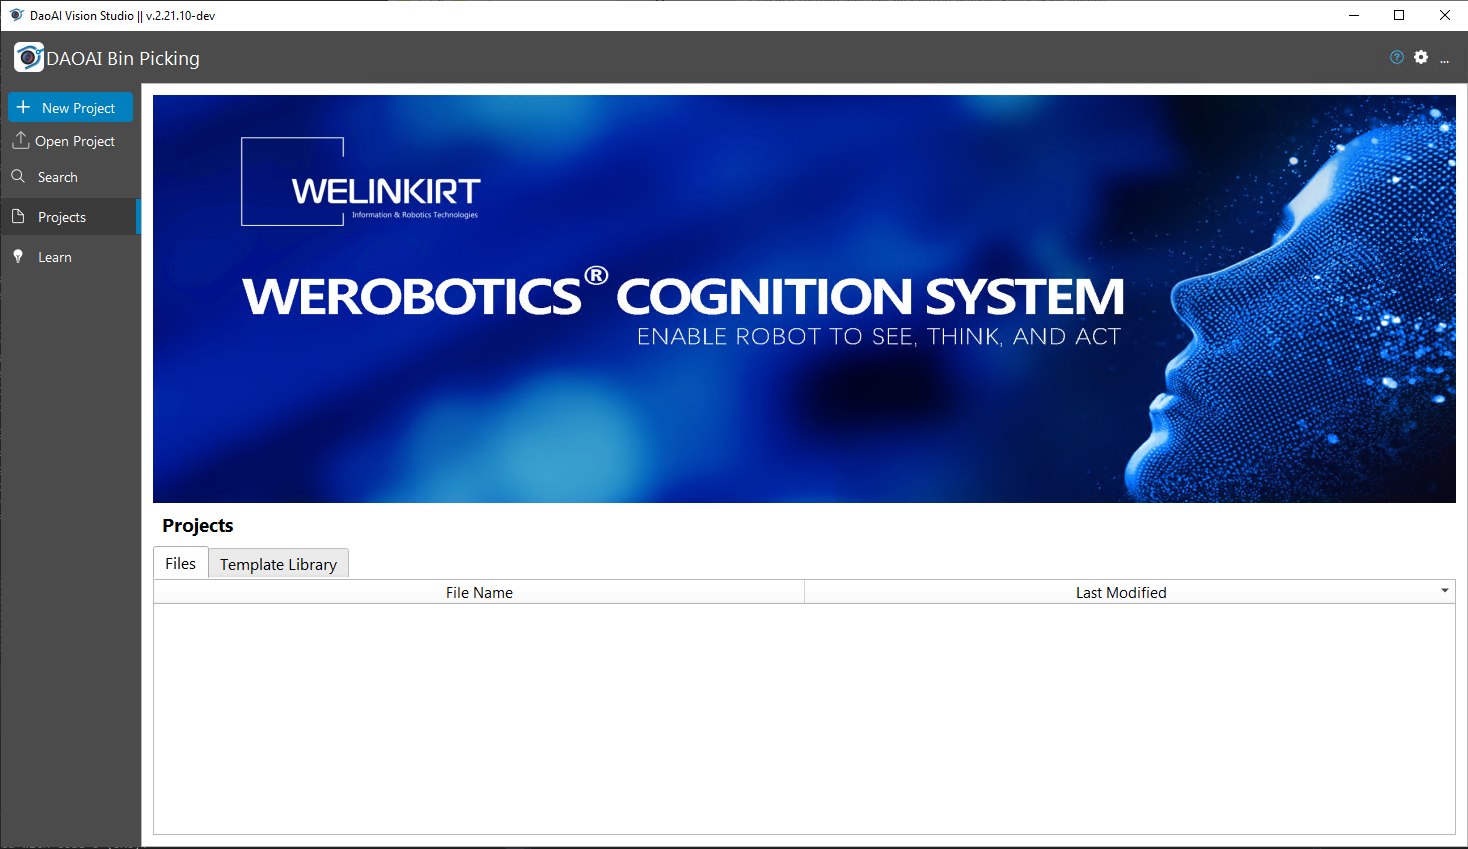 DaoAI Vision Studio || v.2.21.10-dev
DAOAI Bin Picking
...
New Project
Open Project
Search
Projects
Learn
WELINKIRT
Information & Robotics Technologies
WEROBOTICS® COGNITION SYSTEM
ENABLE ROBOT TO SEE, THINK, AND ACT
Projects
Files
Template Library
File Name
Last Modified